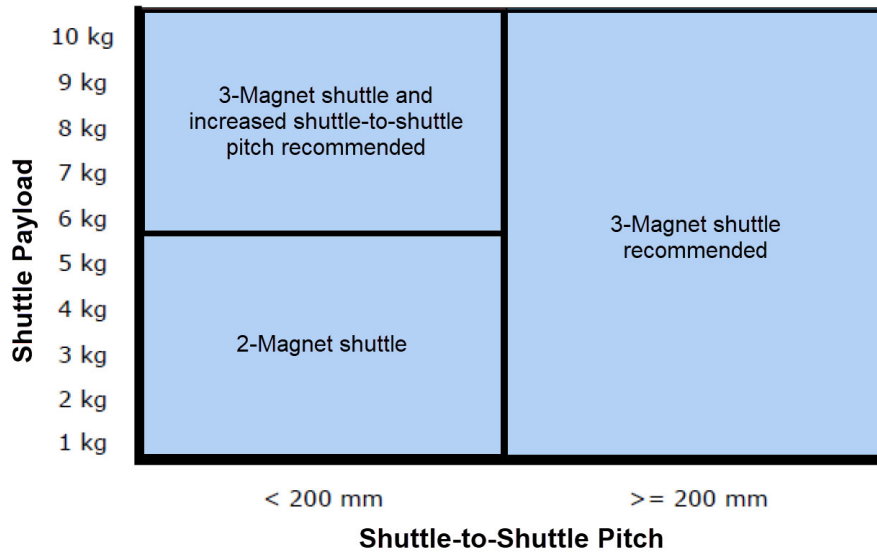 10 kg
9 kg
8 kg
7 kg
6 kg
5 kg
4 kg
3 kg
2 kg
1 kg
Shuttle Payload
3-Magnet shuttle and
increased shuttle-to-shuttle
pitch recommended
2-Magnet shuttle
3-Magnet shuttle
recommended
< 200 mm
>= 200 mm
Shuttle-to-Shuttle Pitch